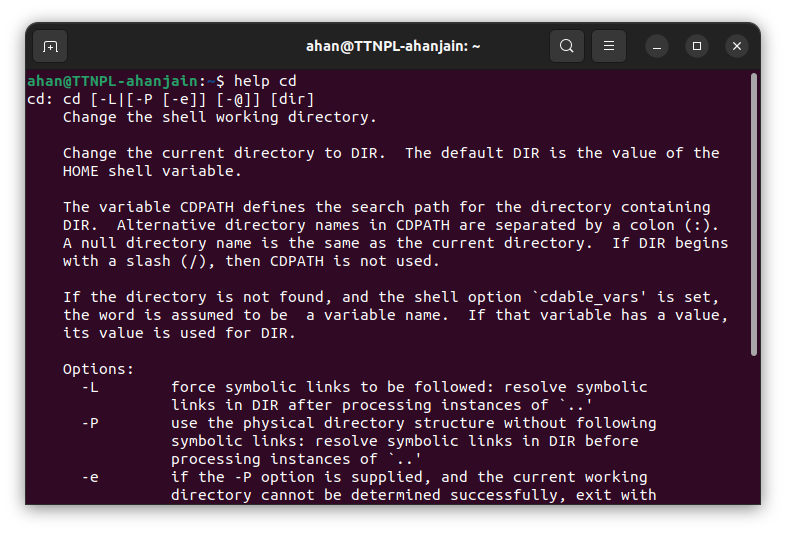 ahan@TTNPL-ahanjain: ~
ahan@TTNPL-ahanjain:~$ help cd
cd: cd [-L|[-P [-e]] [-@]] [dir]
    Change the shell working directory.

    Change the current directory to DIR.  The default DIR is the value of the
    HOME shell variable.

    The variable CDPATH defines the search path for the directory containing
    DIR.  Alternative directory names in CDPATH are separated by a colon (:).
    A null directory name is the same as the current directory.  If DIR begins
    with a slash (/), then CDPATH is not used.

    If the directory is not found, and the shell option `cdable_vars' is set,
    the word is assumed to be  a variable name.  If that variable has a value,
    its value is used for DIR.

    Options:
      -L        force symbolic links to be followed: resolve symbolic
                links in DIR after processing instances of `..'
      -P        use the physical directory structure without following
                symbolic links: resolve symbolic links in DIR before
                processing instances of `..'
      -e        if the -P option is supplied, and the current working
                directory cannot be determined successfully, exit with